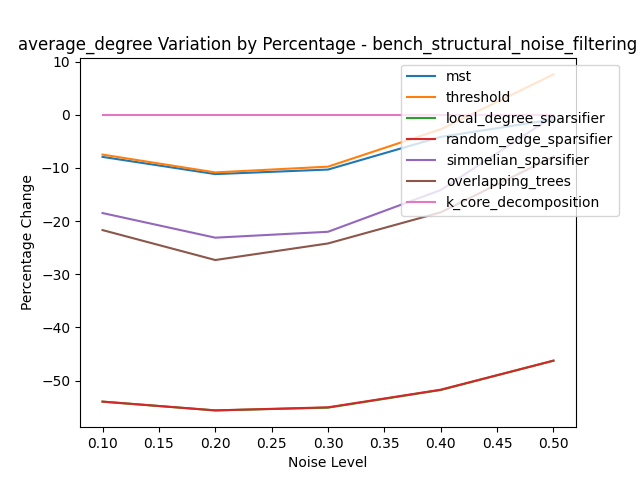 average_degree Variation by Percentage - bench_structural_noise_filtering
10
0
−10
−20
−30
−40
−50
Percentage Change
mst
threshold
local_degree_sparsifier
random_edge_sparsifier
simmelian_sparsifier
overlapping_trees
k_core_decomposition
0.10 0.15 0.20 0.25 0.30 0.35 0.40 0.45 0.50
Noise Level